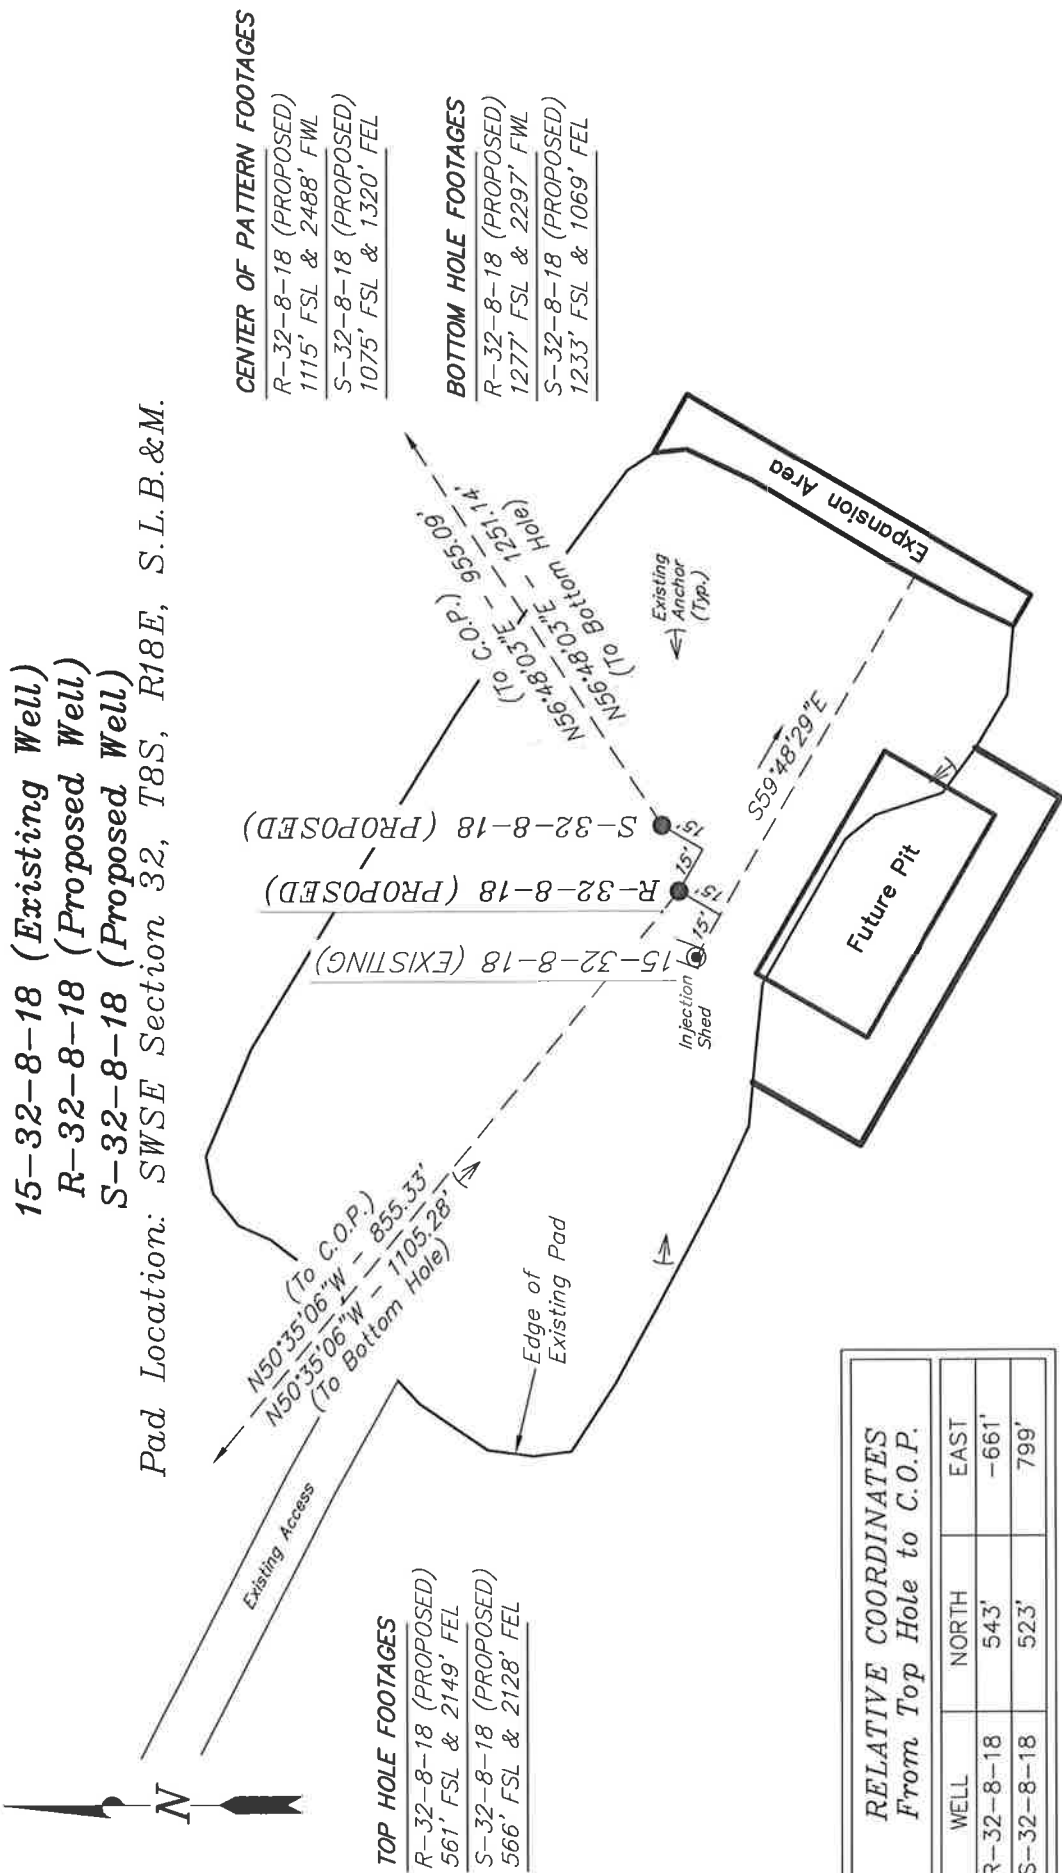 15-32-8-18 (Existing Well)
R-32-8-18 (Proposed Well)
S-32-8-18 (Proposed Well)
Pad Location: SWSE Section 32, T8S, R18E, S.L.B.&M.
N
CENTER OF PATTERN FOOTAGES
R-32-8-18 (PROPOSED)
1115' FSL & 2488' FWL
S-32-8-18 (PROPOSED)
1075' FSL & 1320' FEL
BOTTOM HOLE FOOTAGES
R-32-8-18 (PROPOSED)
1277' FSL & 2297' FWL
S-32-8-18 (PROPOSED)
1233' FSL & 1069' FEL
TOP HOLE FOOTAGES
R-32-8-18 (PROPOSED)
561' FSL & 2149' FEL
S-32-8-18 (PROPOSED)
566' FSL & 2128' FEL
Existing Access
(To C.O.P.)
N50°35'06"W - 855.33'
N50°35'06"W - 1105.28'
(To Bottom Hole)
(To C.O.P.)
N56°48'03"E - 955.09'
N56°48'03"E - 1251.14'
(To Bottom Hole)
Edge of
Existing Pad
S-32-8-18 (PROPOSED)
R-32-8-18 (PROPOSED)
15-32-8-18 (EXISTING)
Injection
Shed
15'
15'
15'
15'
S59°48'29"E
Existing
Anchor
(Typ.)
Expansion Area
Future Pit
RELATIVE COORDINATES
From Top Hole to C.O.P.
WELL NORTH EAST
R-32-8-18 543' -661'
S-32-8-18 523' 799'